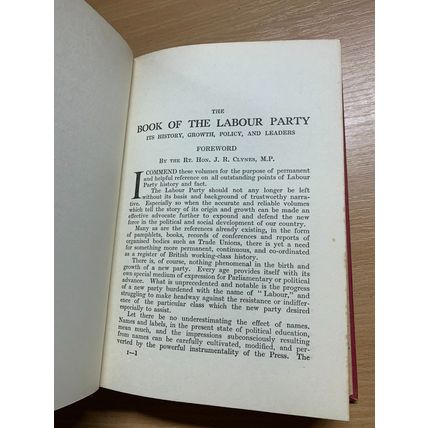 THE
BOOK OF THE LABOUR PARTY
ITS HISTORY, GROWTH, POLICY, AND LEADERS
FOREWORD
BY THE RT. HON. J. R. CLYNES, M.P.
I COMMEND these volumes for the purpose of permanent
and helpful reference on all outstanding points of Labour
Party history and fact.
The Labour Party should not any longer be left
without its basis and background of trustworthy narra-
tive. Especially so when the accurate and reliable volumes
which tell the story of its origin and growth can be made an
effective advocate further to expound and defend the new
force in the political and social development of our country.
Many as are the references already existing, in the form
of pamphlets, books, records of conferences and reports of
organised bodies such as Trade Unions, there is yet a need
for something more permanent, continuous, and co-ordinated
as a register of British working-class history.
There is, of course, nothing phenomenal in the birth and
growth of a new party. Every age provides itself with its
own special medium of expression for Parliamentary or political
advance. What is unprecedented and notable is the progress
of a new party burdened with the name of "Labour," and
struggling to make headway against the resistance or indiffer-
ence of the particular class which the new party desired
especially to assist.
Let there be no underestimating the effect of names.
Names and labels, in the present state of political education,
mean much, and the impressions subconsciously resulting
from names can be carefully cultivated, modified, and per-
verted by the powerful instrumentality of the Press. The
1—1